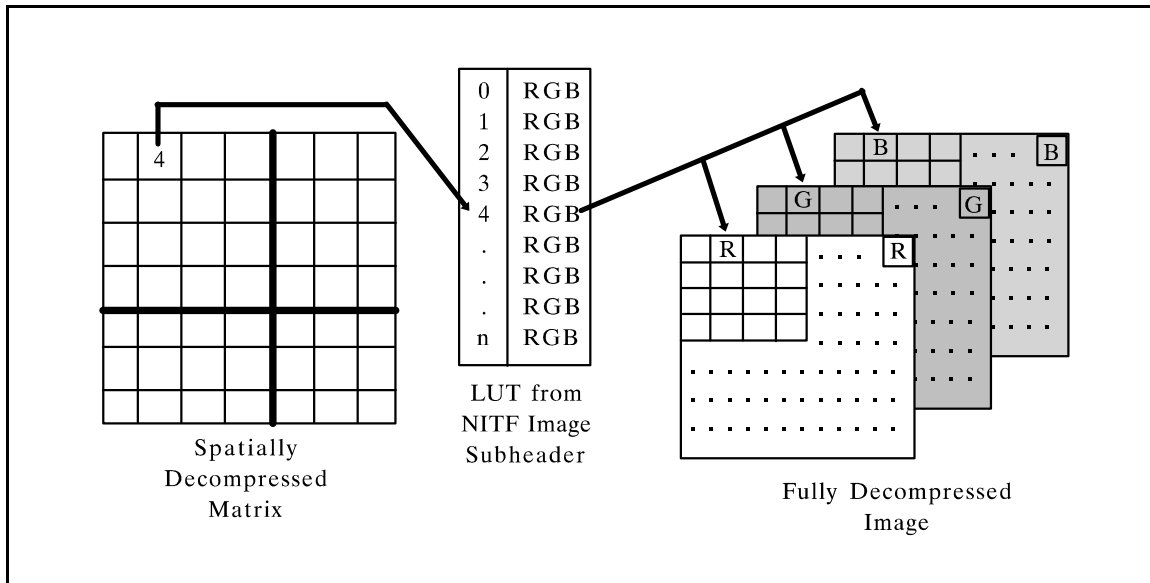 4
0 RGB
1 RGB
2 RGB
3 RGB
4 RGB
. RGB
. RGB
. RGB
n RGB
B . . . B
G . . . G
R . . . R
Spatially
Decompressed
Matrix
LUT from
NITF Image
Subheader
Fully Decompressed
Image